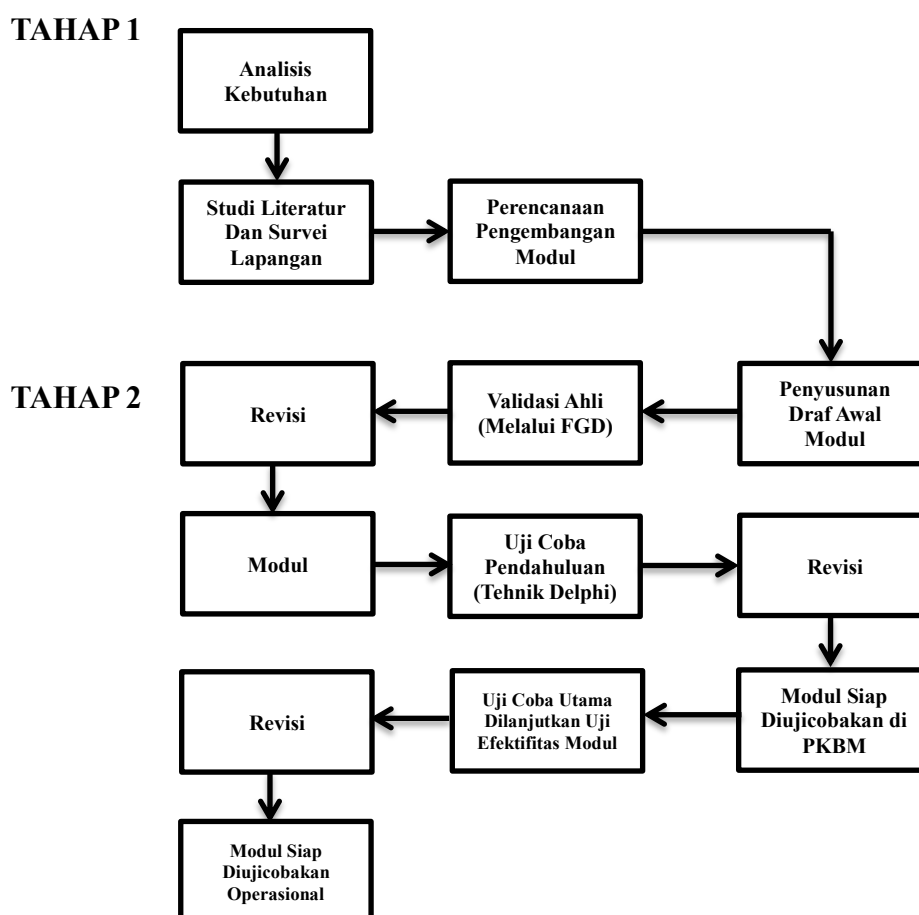 TAHAP 1
Analisis
Kebutuhan
Studi Literatur
Dan Survei
Lapangan
Perencanaan
Pengembangan
Modul
TAHAP 2
Penyusunan
Draf Awal
Modul
Validasi Ahli
(Melalui FGD)
Revisi
Modul
Uji Coba
Pendahuluan
(Tehnik Delphi)
Revisi
Modul Siap
Diujicobakan di
PKBM
Uji Coba Utama
Dilanjutkan Uji
Efektifitas Modul
Revisi
Modul Siap
Diujicobakan
Operasional